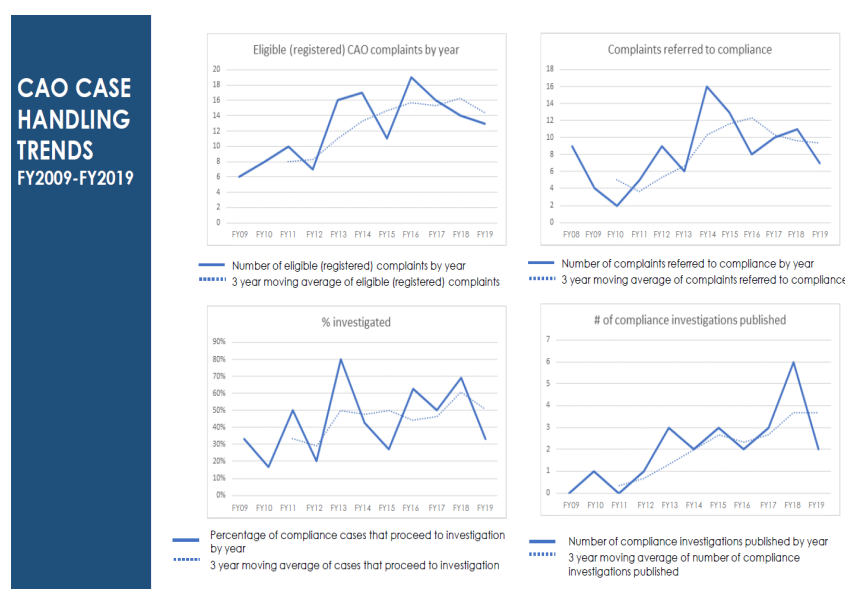 CAO CASE
HANDLING
TRENDS
FY2009-FY2019
Eligible (registered) CAO complaints by year
20
18
16
14
12
10
8
6
4
2
0
FY09 FY10 FY11 FY12 FY13 FY14 FY15 FY16 FY17 FY18 FY19
Number of eligible (registered) complaints by year
3 year moving average of eligible (registered) complaints
Complaints referred to compliance
18
16
14
12
10
8
6
4
2
0
FY08 FY09 FY10 FY11 FY12 FY13 FY14 FY15 FY16 FY17 FY18 FY19
Number of complaints referred to compliance by year
3 year moving average of complaints referred to compliance
% investigated
90%
80%
70%
60%
50%
40%
30%
20%
10%
0%
FY09 FY10 FY11 FY12 FY13 FY14 FY15 FY16 FY17 FY18 FY19
Percentage of compliance cases that proceed to investigation
by year
3 year moving average of cases that proceed to investigation
# of compliance investigations published
7
6
5
4
3
2
1
0
FY09 FY10 FY11 FY12 FY13 FY14 FY15 FY16 FY17 FY18 FY19
Number of compliance investigations published by year
3 year moving average of number of compliance
investigations published